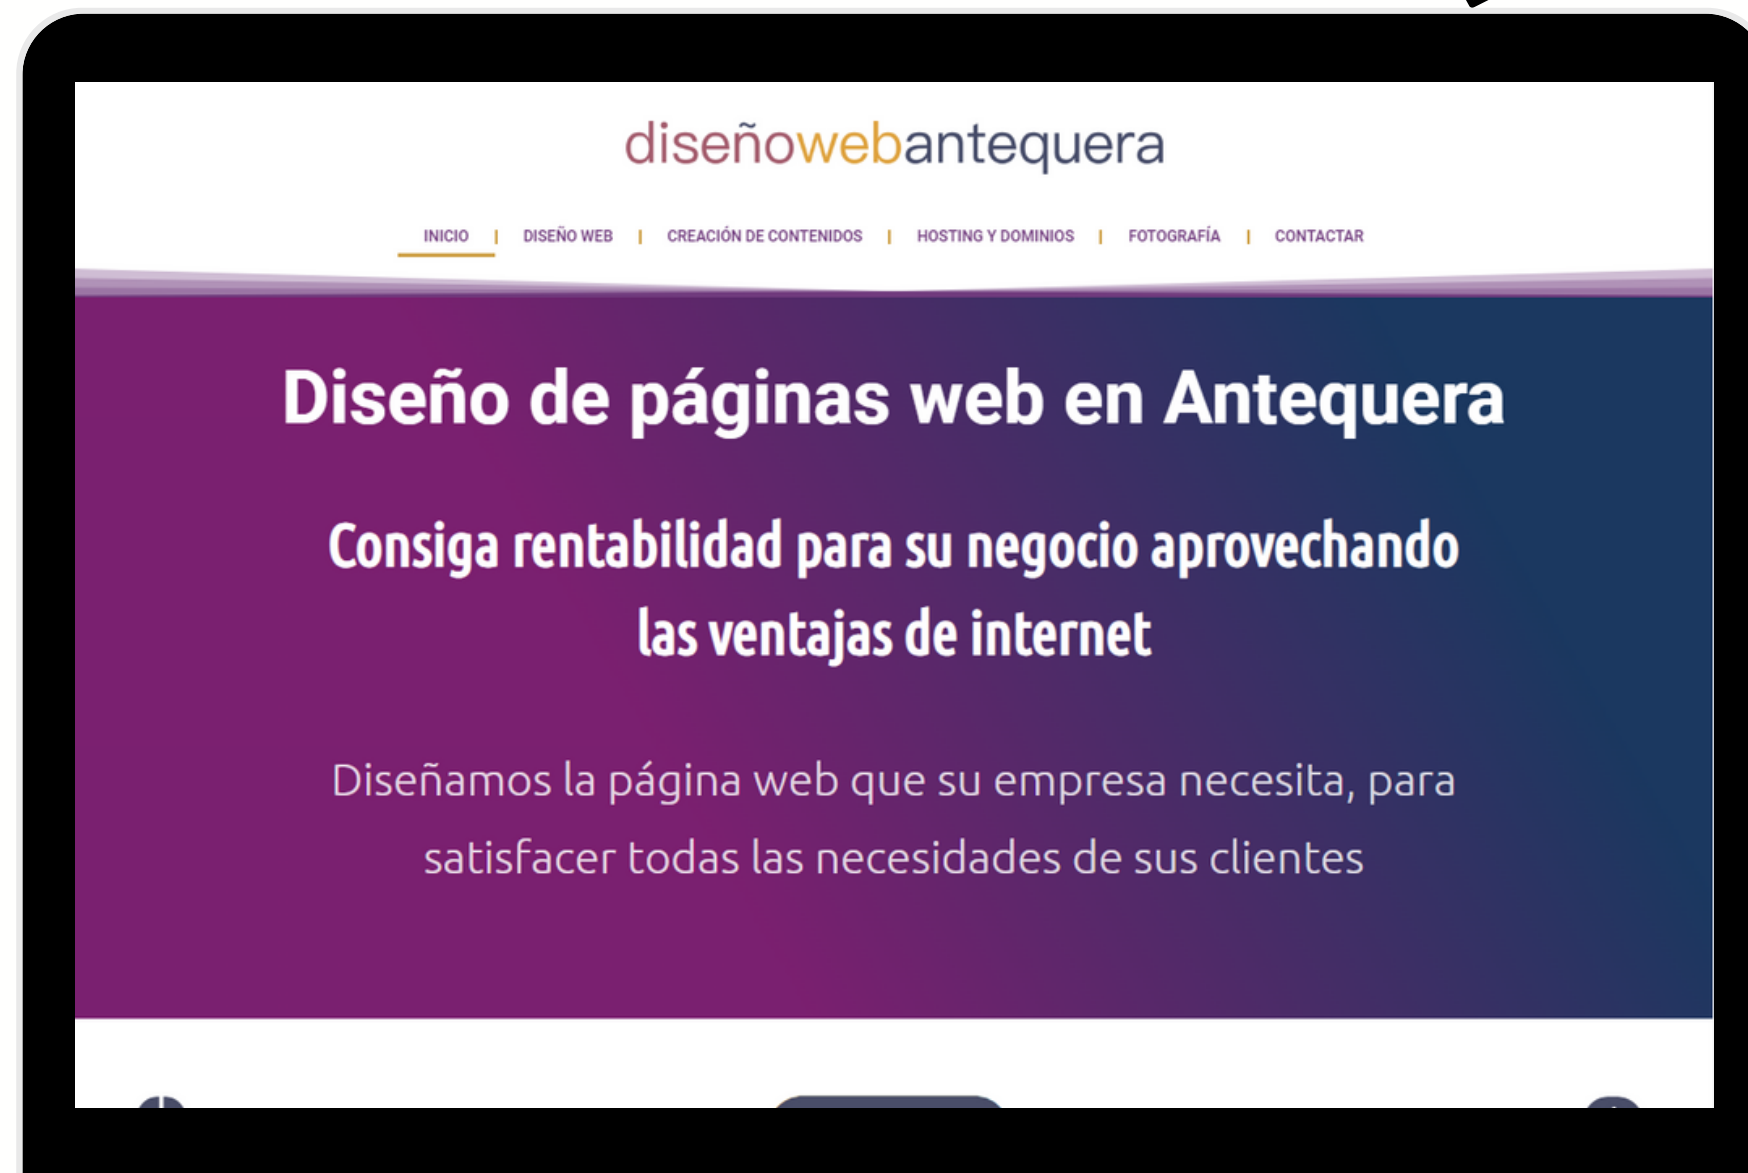 diseñowebantequera
INICIO | DISEÑO WEB | CREACIÓN DE CONTENIDOS | HOSTING Y DOMINIOS | FOTOGRAFÍA | CONTACTAR
Diseño de páginas web en Antequera
Consiga rentabilidad para su negocio aprovechando
las ventajas de internet
Diseñamos la página web que su empresa necesita, para
satisfacer todas las necesidades de sus clientes